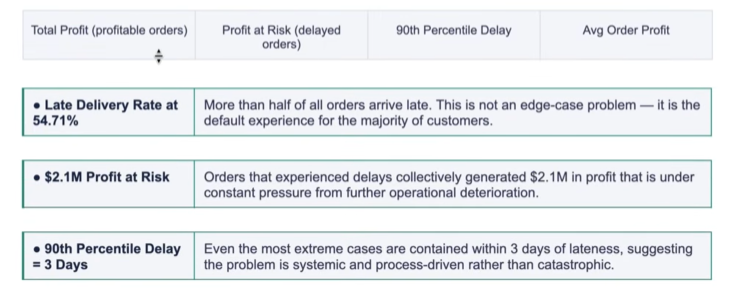 Total Profit (profitable orders)
Profit at Risk (delayed
orders)
90th Percentile Delay
Avg Order Profit
• Late Delivery Rate at
54.71%
More than half of all orders arrive late. This is not an edge-case problem — it is the
default experience for the majority of customers.
• $2.1M Profit at Risk
Orders that experienced delays collectively generated $2.1M in profit that is under
constant pressure from further operational deterioration.
• 90th Percentile Delay
= 3 Days
Even the most extreme cases are contained within 3 days of lateness, suggesting
the problem is systemic and process-driven rather than catastrophic.